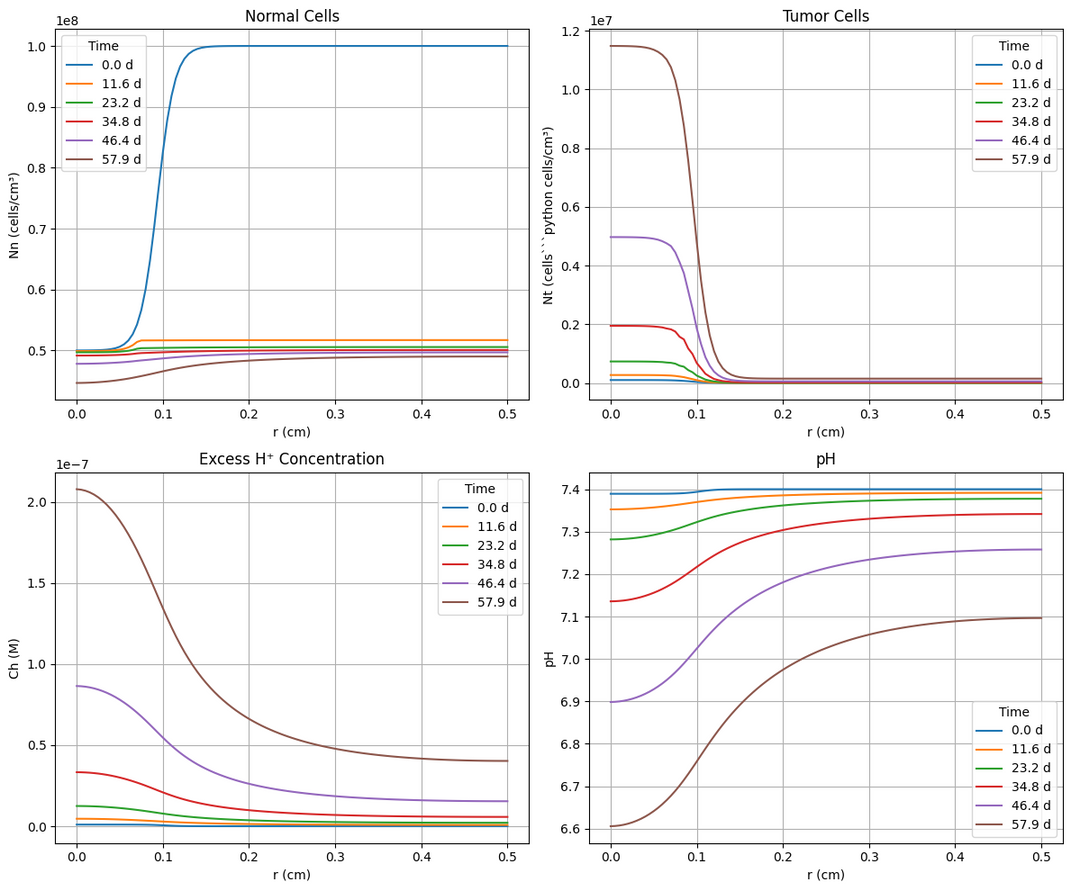 Normal Cells
1e8
Nn (cells/cm³)
1.0
0.9
0.8
0.7
0.6
0.5
Time
0.0 d
11.6 d
23.2 d
34.8 d
46.4 d
57.9 d
0.0 0.1 0.2 0.3 0.4 0.5
r (cm)
Tumor Cells
1e7
Nt (cells```python cells/cm³)
1.2
1.0
0.8
0.6
0.4
0.2
0.0
Time
0.0 d
11.6 d
23.2 d
34.8 d
46.4 d
57.9 d
0.0 0.1 0.2 0.3 0.4 0.5
r (cm)
Excess H⁺ Concentration
1e−7
Ch (M)
2.0
1.5
1.0
0.5
0.0
Time
0.0 d
11.6 d
23.2 d
34.8 d
46.4 d
57.9 d
0.0 0.1 0.2 0.3 0.4 0.5
r (cm)
pH
pH
7.4
7.3
7.2
7.1
7.0
6.9
6.8
6.7
6.6
Time
0.0 d
11.6 d
23.2 d
34.8 d
46.4 d
57.9 d
0.0 0.1 0.2 0.3 0.4 0.5
r (cm)